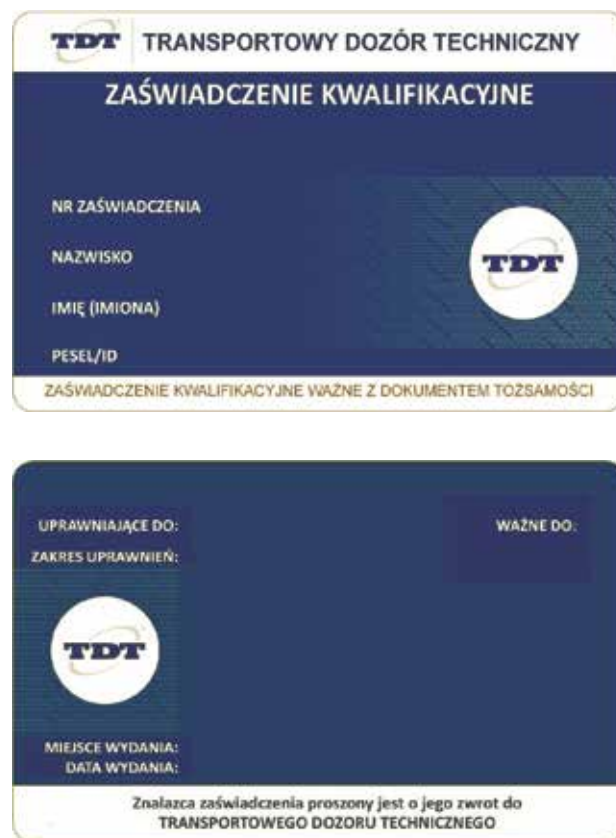 TDT TRANSPORTOWY DOZÓR TECHNICZNY
ZAŚWIADCZENIE KWALIFIKACYJNE
NR ZAŚWIADCZENIA
NAZWISKO
TDT
IMIĘ (IMIONA)
PESEL/ID
ZAŚWIADCZENIE KWALIFIKACYJNE WAŻNE Z DOKUMENTEM TOŻSAMOŚCI
UPRAWNIAJĄCE DO:
WAŻNE DO:
ZAKRES UPRAWNIEŃ:
TDT
MIEJSCE WYDANIA:
DATA WYDANIA:
Znalazca zaświadczenia proszony jest o jego zwrot do
TRANSPORTOWEGO DOZORU TECHNICZNEGO